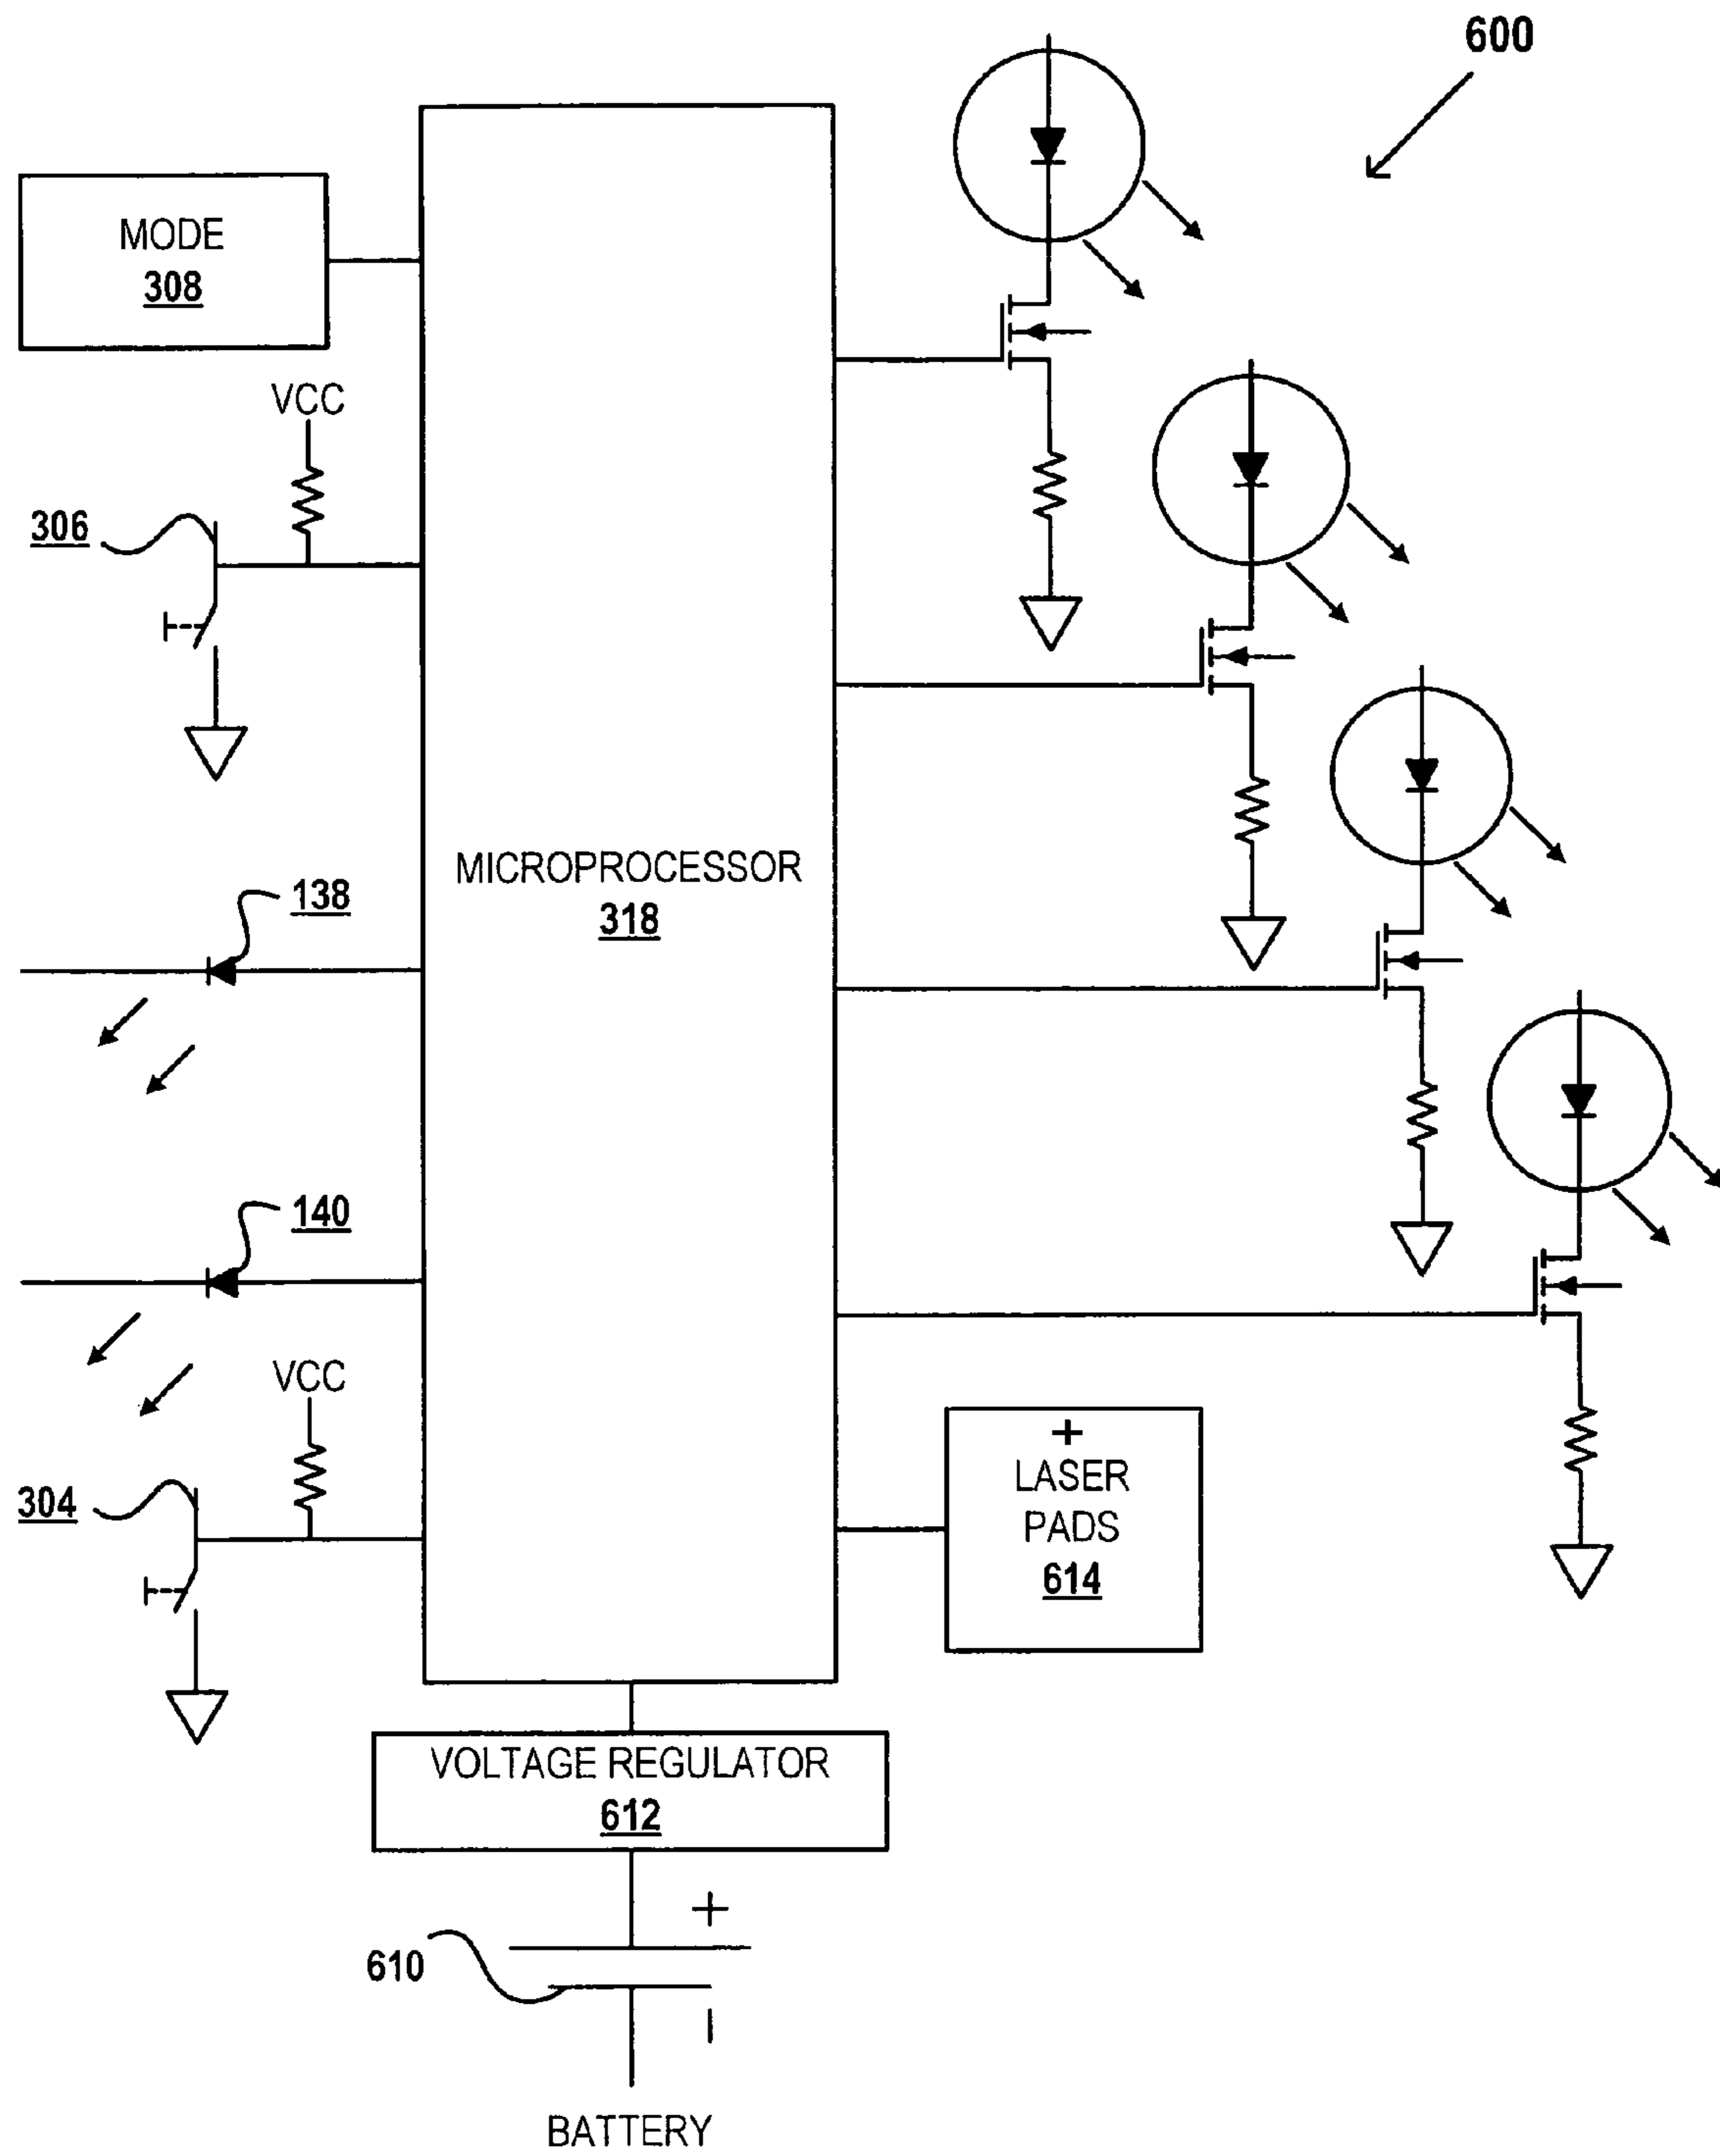 600
MODE
308
VCC
306
MICROPROCESSOR
318
138
140
VCC
304
+
LASER
PADS
614
VOLTAGE REGULATOR
612
+
610
–
BATTERY